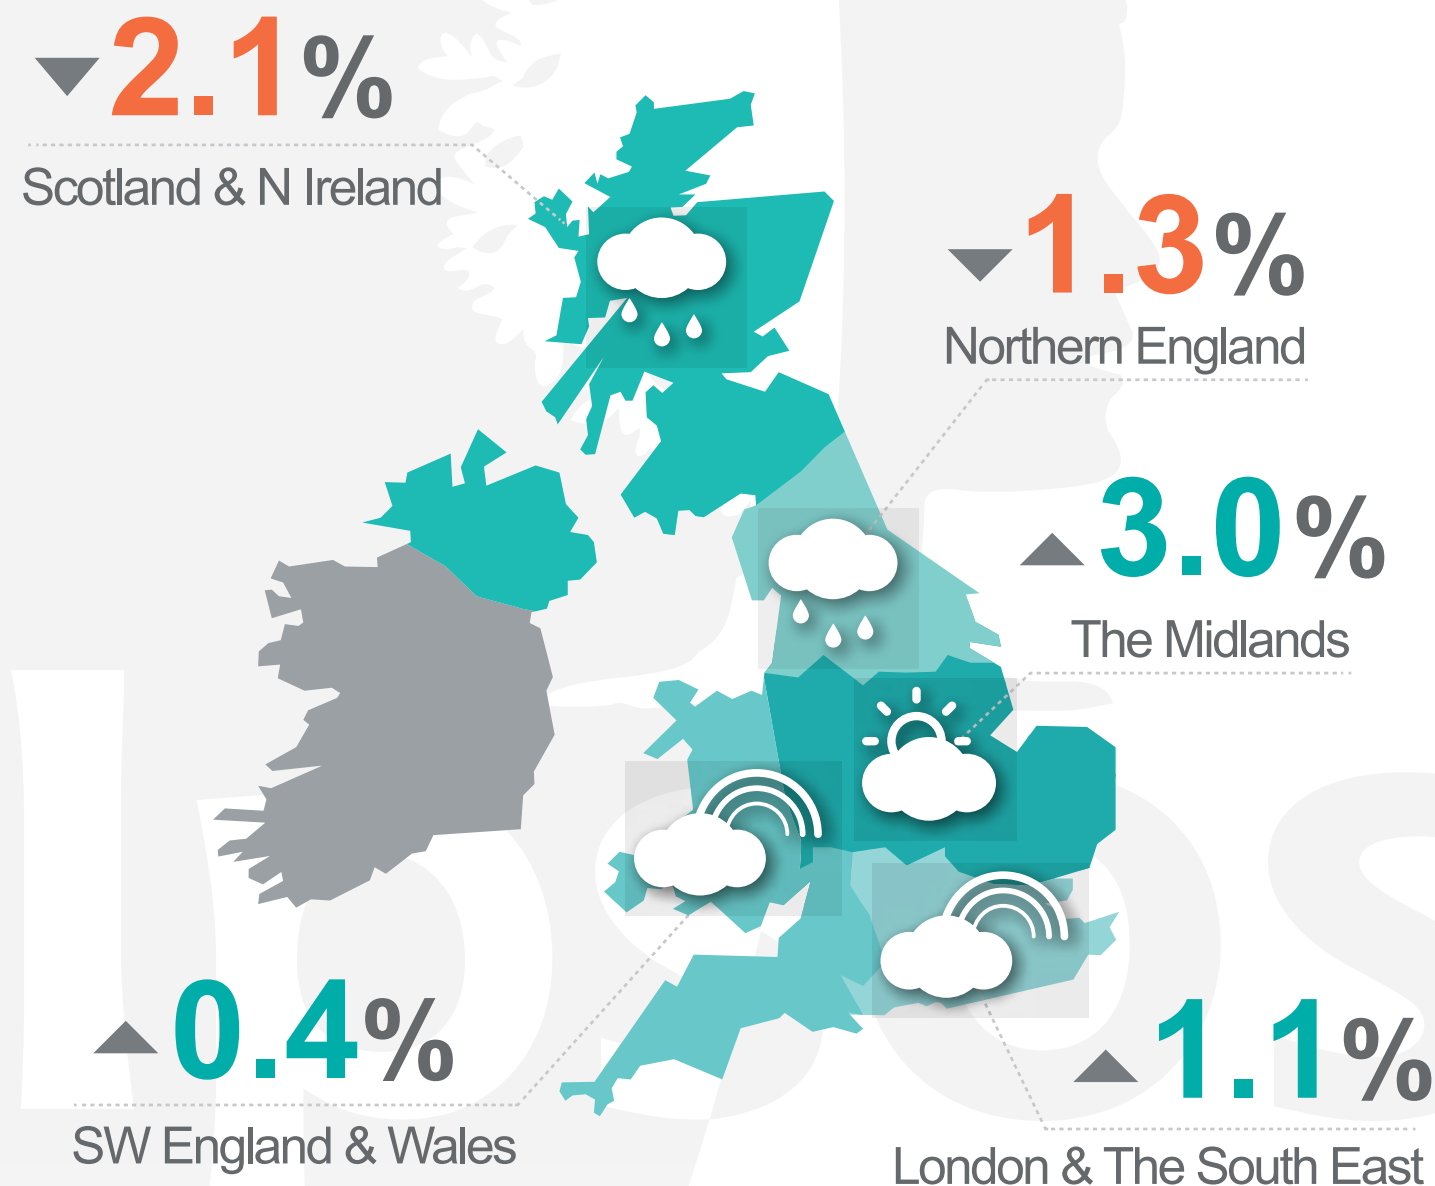 ▼2.1%
Scotland & N Ireland
▼1.3%
Northern England
▲3.0%
The Midlands
▲0.4%
SW England & Wales
▲1.1%
London & The South East
Ipsos